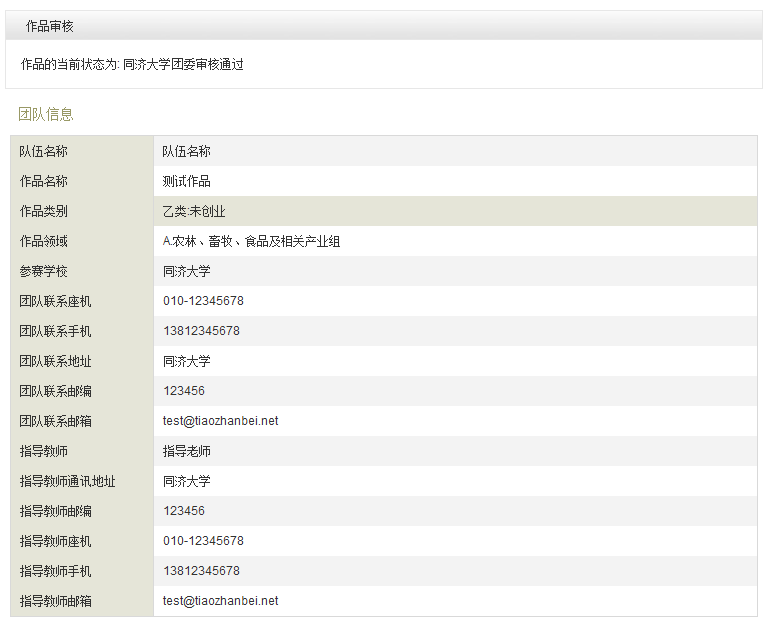 作品审核
作品的当前状态为: 同济大学团委审核通过
团队信息
队伍名称 队伍名称
作品名称 测试作品
作品类别 乙类:未创业
作品领域 A.农林、畜牧、食品及相关产业组
参赛学校 同济大学
团队联系座机 010-12345678
团队联系手机 13812345678
团队联系地址 同济大学
团队联系邮编 123456
团队联系邮箱 test@tiaozhanbei.net
指导教师 指导老师
指导教师通讯地址 同济大学
指导教师邮编 123456
指导教师座机 010-12345678
指导教师手机 13812345678
指导教师邮箱 test@tiaozhanbei.net